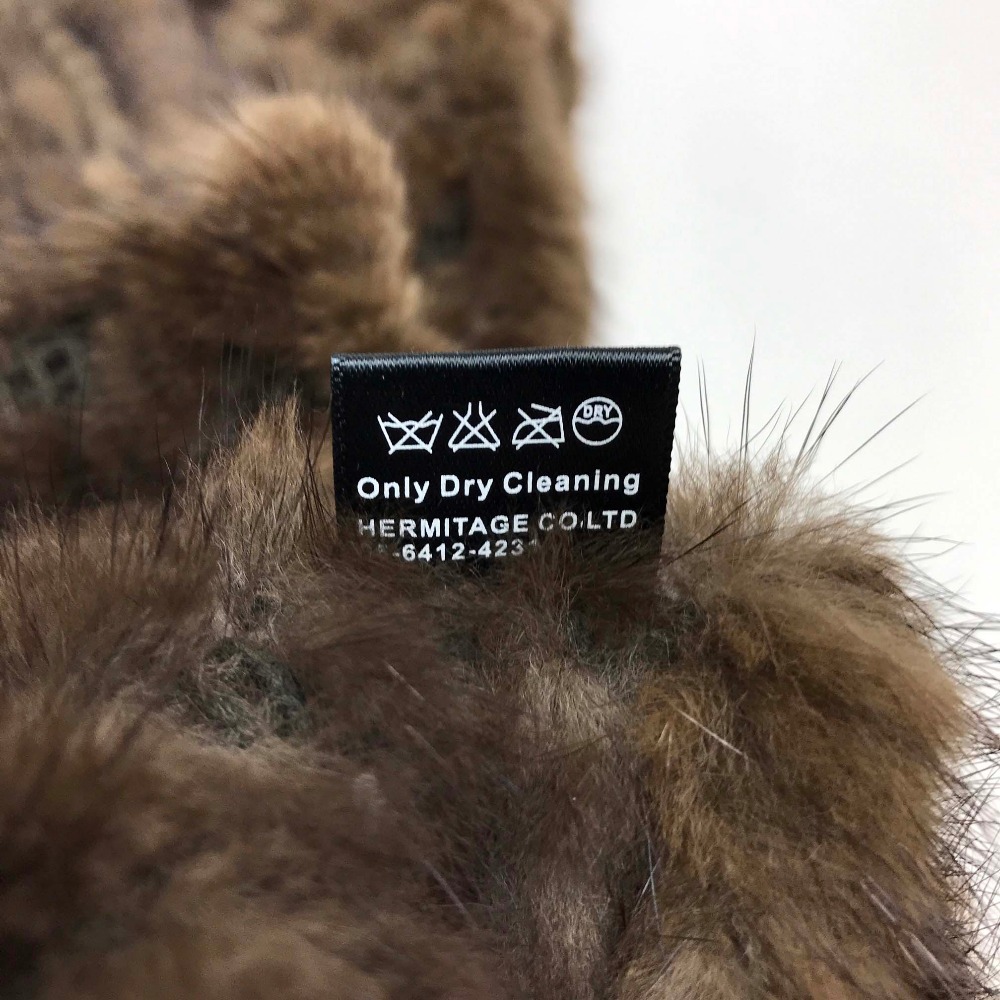 DRY
Only Dry Cleaning
HERMITAGE CO.LTD
-6412-423